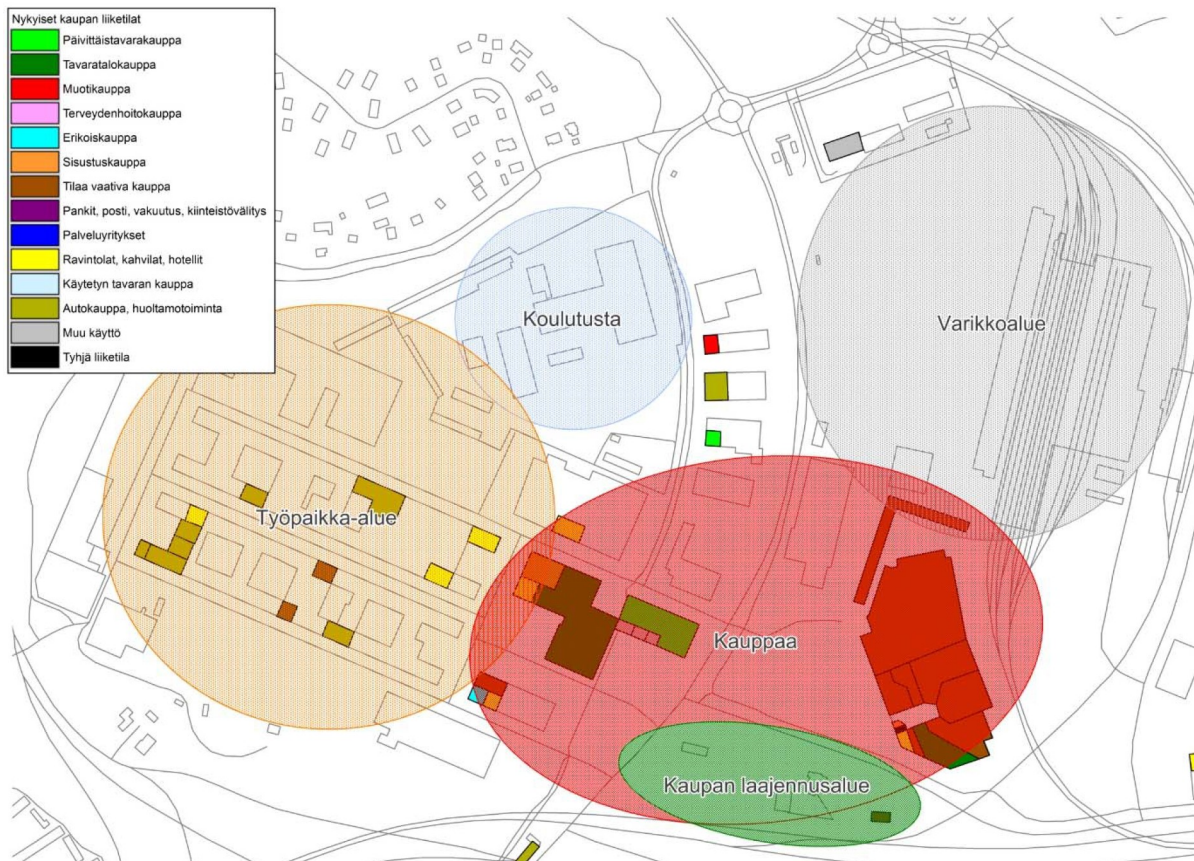 Nykyiset kaupan liiketilat
Päivittäistavarakauppa
Tavaratalokauppa
Muotikauppa
Terveydenhoitokauppa
Erikoiskauppa
Sisustuskauppa
Tilaa vaativa kauppa
Pankit, posti, vakuutus, kiinteistövälitys
Palveluyritykset
Ravintolat, kahvilat, hotellit
Käytetyn tavaran kauppa
Autokauppa, huoltamotoiminta
Muu käyttö
Tyhjä liiketila
Koulutusta
Varikkoalue
Työpaikka-alue
Kauppaa
Kaupan laajennusalue